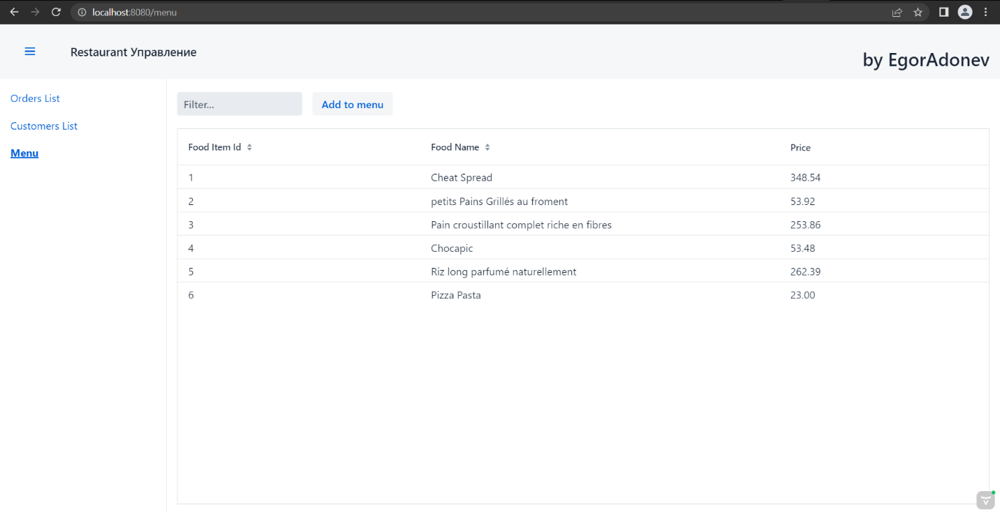 localhost:8080/menu
Restaurant Управление
by EgorAdonev
Orders List
Customers List
Menu
Filter...
Add to menu
Food Item Id Food Name Price
1 Cheat Spread 348.54
2 petits Pains Grillés au froment 53.92
3 Pain croustillant complet riche en fibres 253.86
4 Chocapic 53.48
5 Riz long parfumé naturellement 262.39
6 Pizza Pasta 23.00